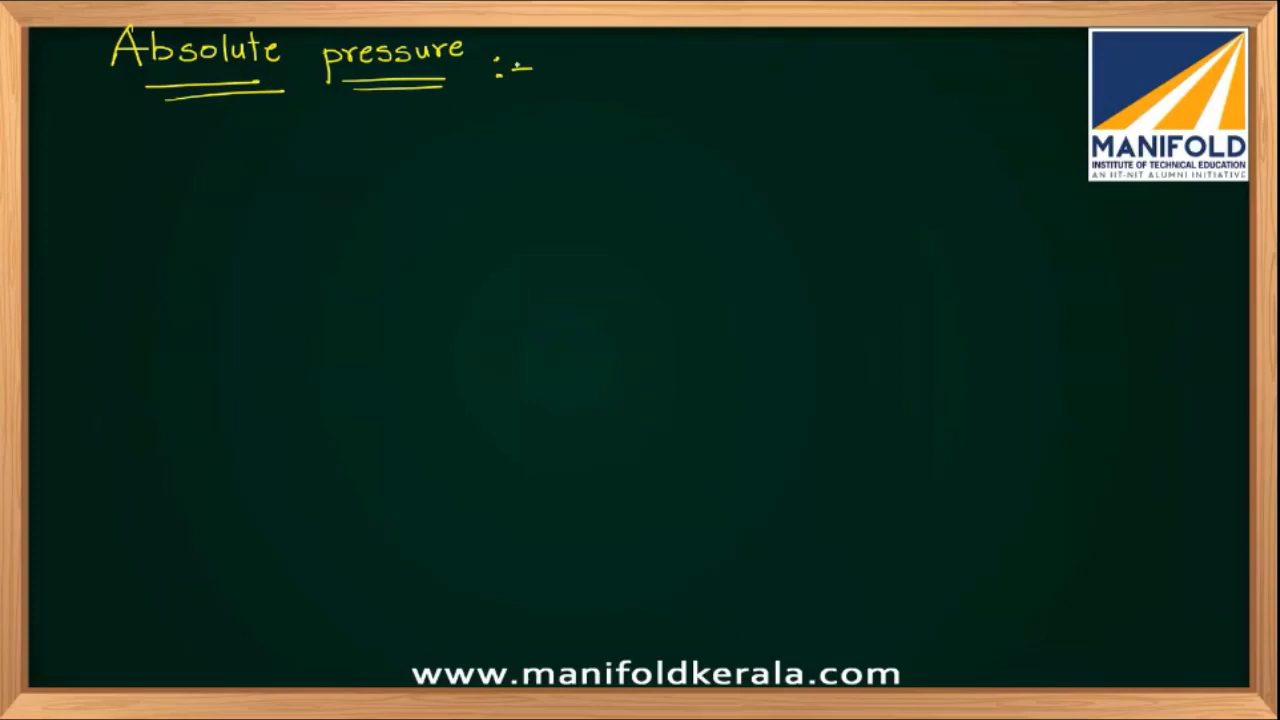 Absolute pressure :-
MANIFOLD
INSTITUTE OF TECHNICAL EDUCATION
AN IIT-NIT ALUMNI INITIATIVE
www.manifoldkerala.com